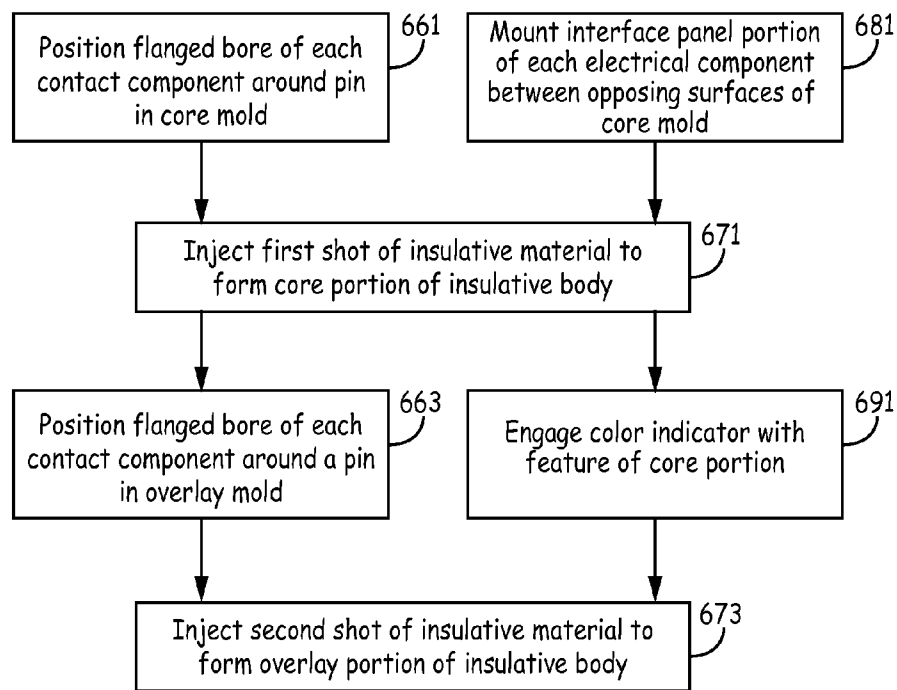 Position flanged bore of each
contact component around pin
in core mold
661
Mount interface panel portion
of each electrical component
between opposing surfaces of
core mold
681
Inject first shot of insulative material to
form core portion of insulative body
671
Position flanged bore of each
contact component around a pin
in overlay mold
663
Engage color indicator with
feature of core portion
691
Inject second shot of insulative material to
form overlay portion of insulative body
673